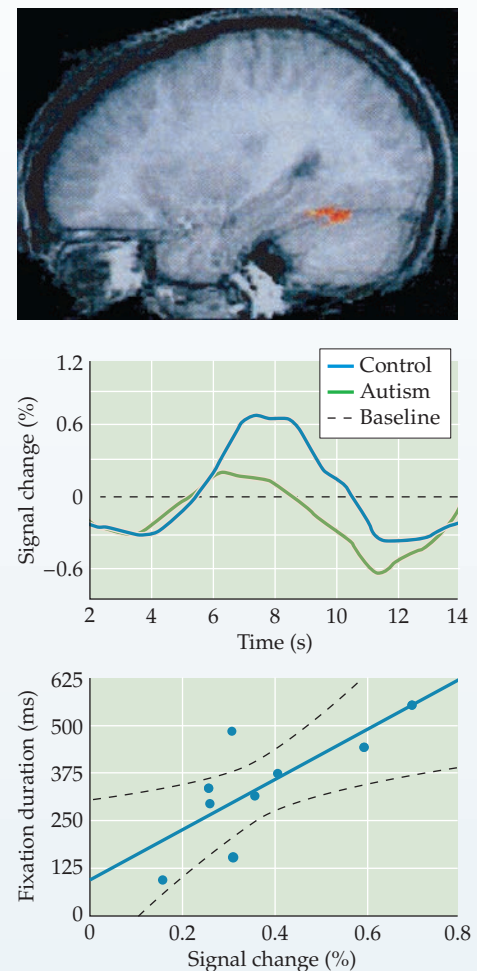 1.2
0.6
0
−0.6
Signal change (%)
Control
Autism
Baseline
2 4 6 8 10 12 14
Time (s)
625
500
375
250
125
0
Fixation duration (ms)
0 0.2 0.4 0.6 0.8
Signal change (%)